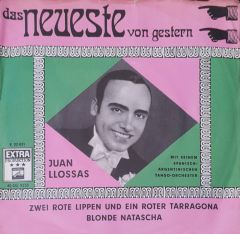 das neueste von gestern
EXTRA
JUAN
LLOSSAS
MIT SEINEM
SPANISCH-
ARGENTINISCHEN
TANGO-ORCHESTER
ZWEI ROTE LIPPEN UND EIN ROTER TARRAGONA
BLONDE NATASCHA